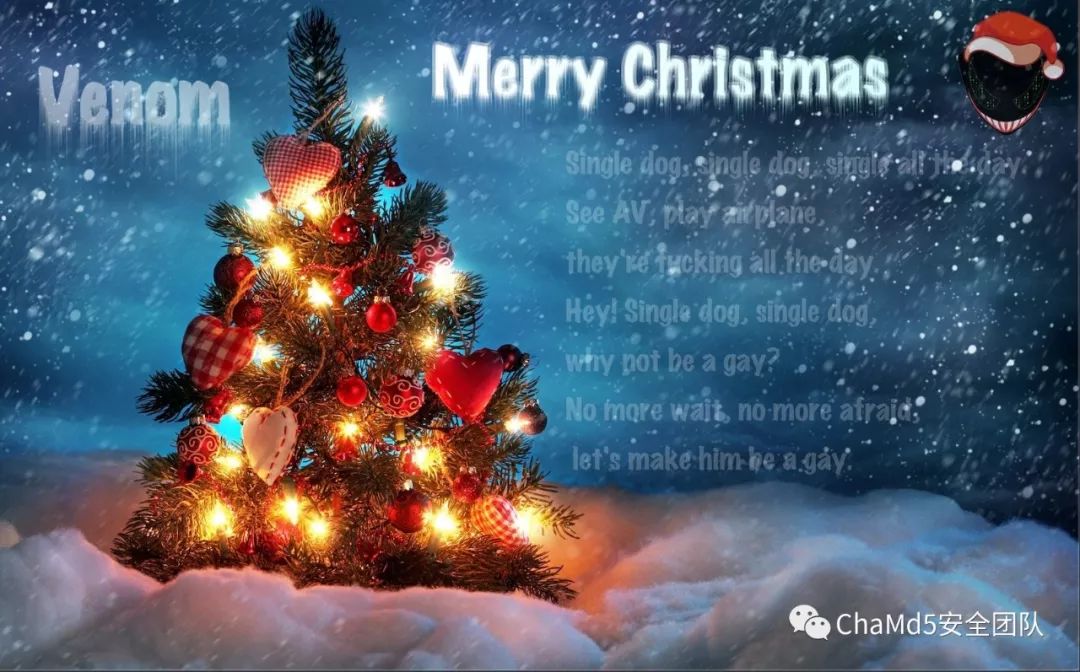 Venom
Merry Christmas
Single dog, single dog, single all the day
See AV, play airplane
they're fucking all the day
Hey! Single dog, single dog
why not be a gay?
No more wait, no more afraid
let's make him be a gay
ChaMd5安全团队